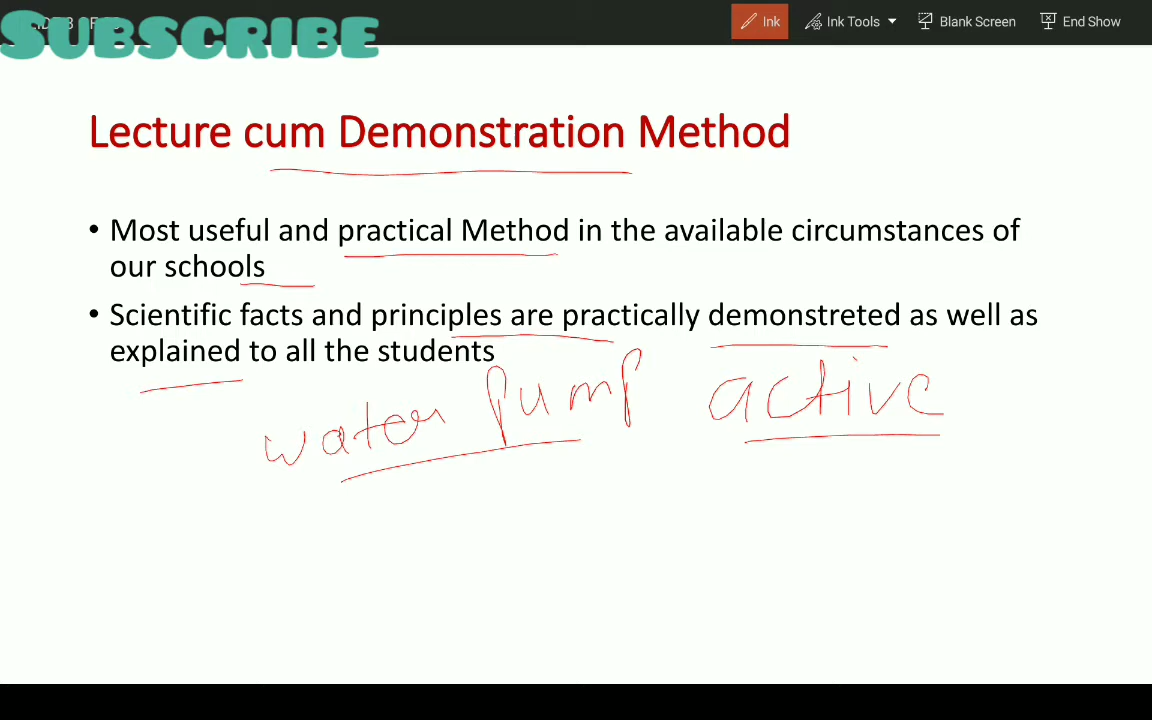 SUBSCRIBE
Ink
Ink Tools
Blank Screen
End Show
Lecture cum Demonstration Method
• Most useful and practical Method in the available circumstances of
our schools
• Scientific facts and principles are practically demonstreted as well as
explained to all the students
water pump active